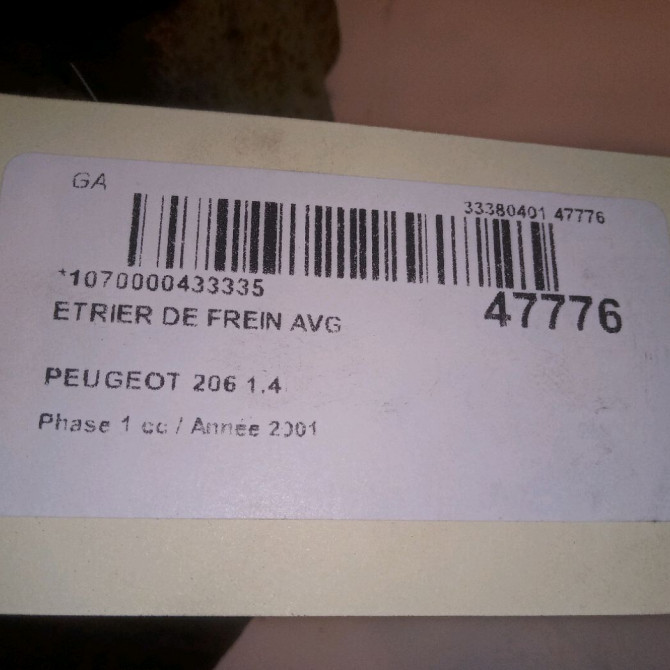 GA
33380401 47776
*1070000433335
47776
ETRIER DE FREIN AVG
PEUGEOT 206 1.4
Phase 1 cc / Année 2001